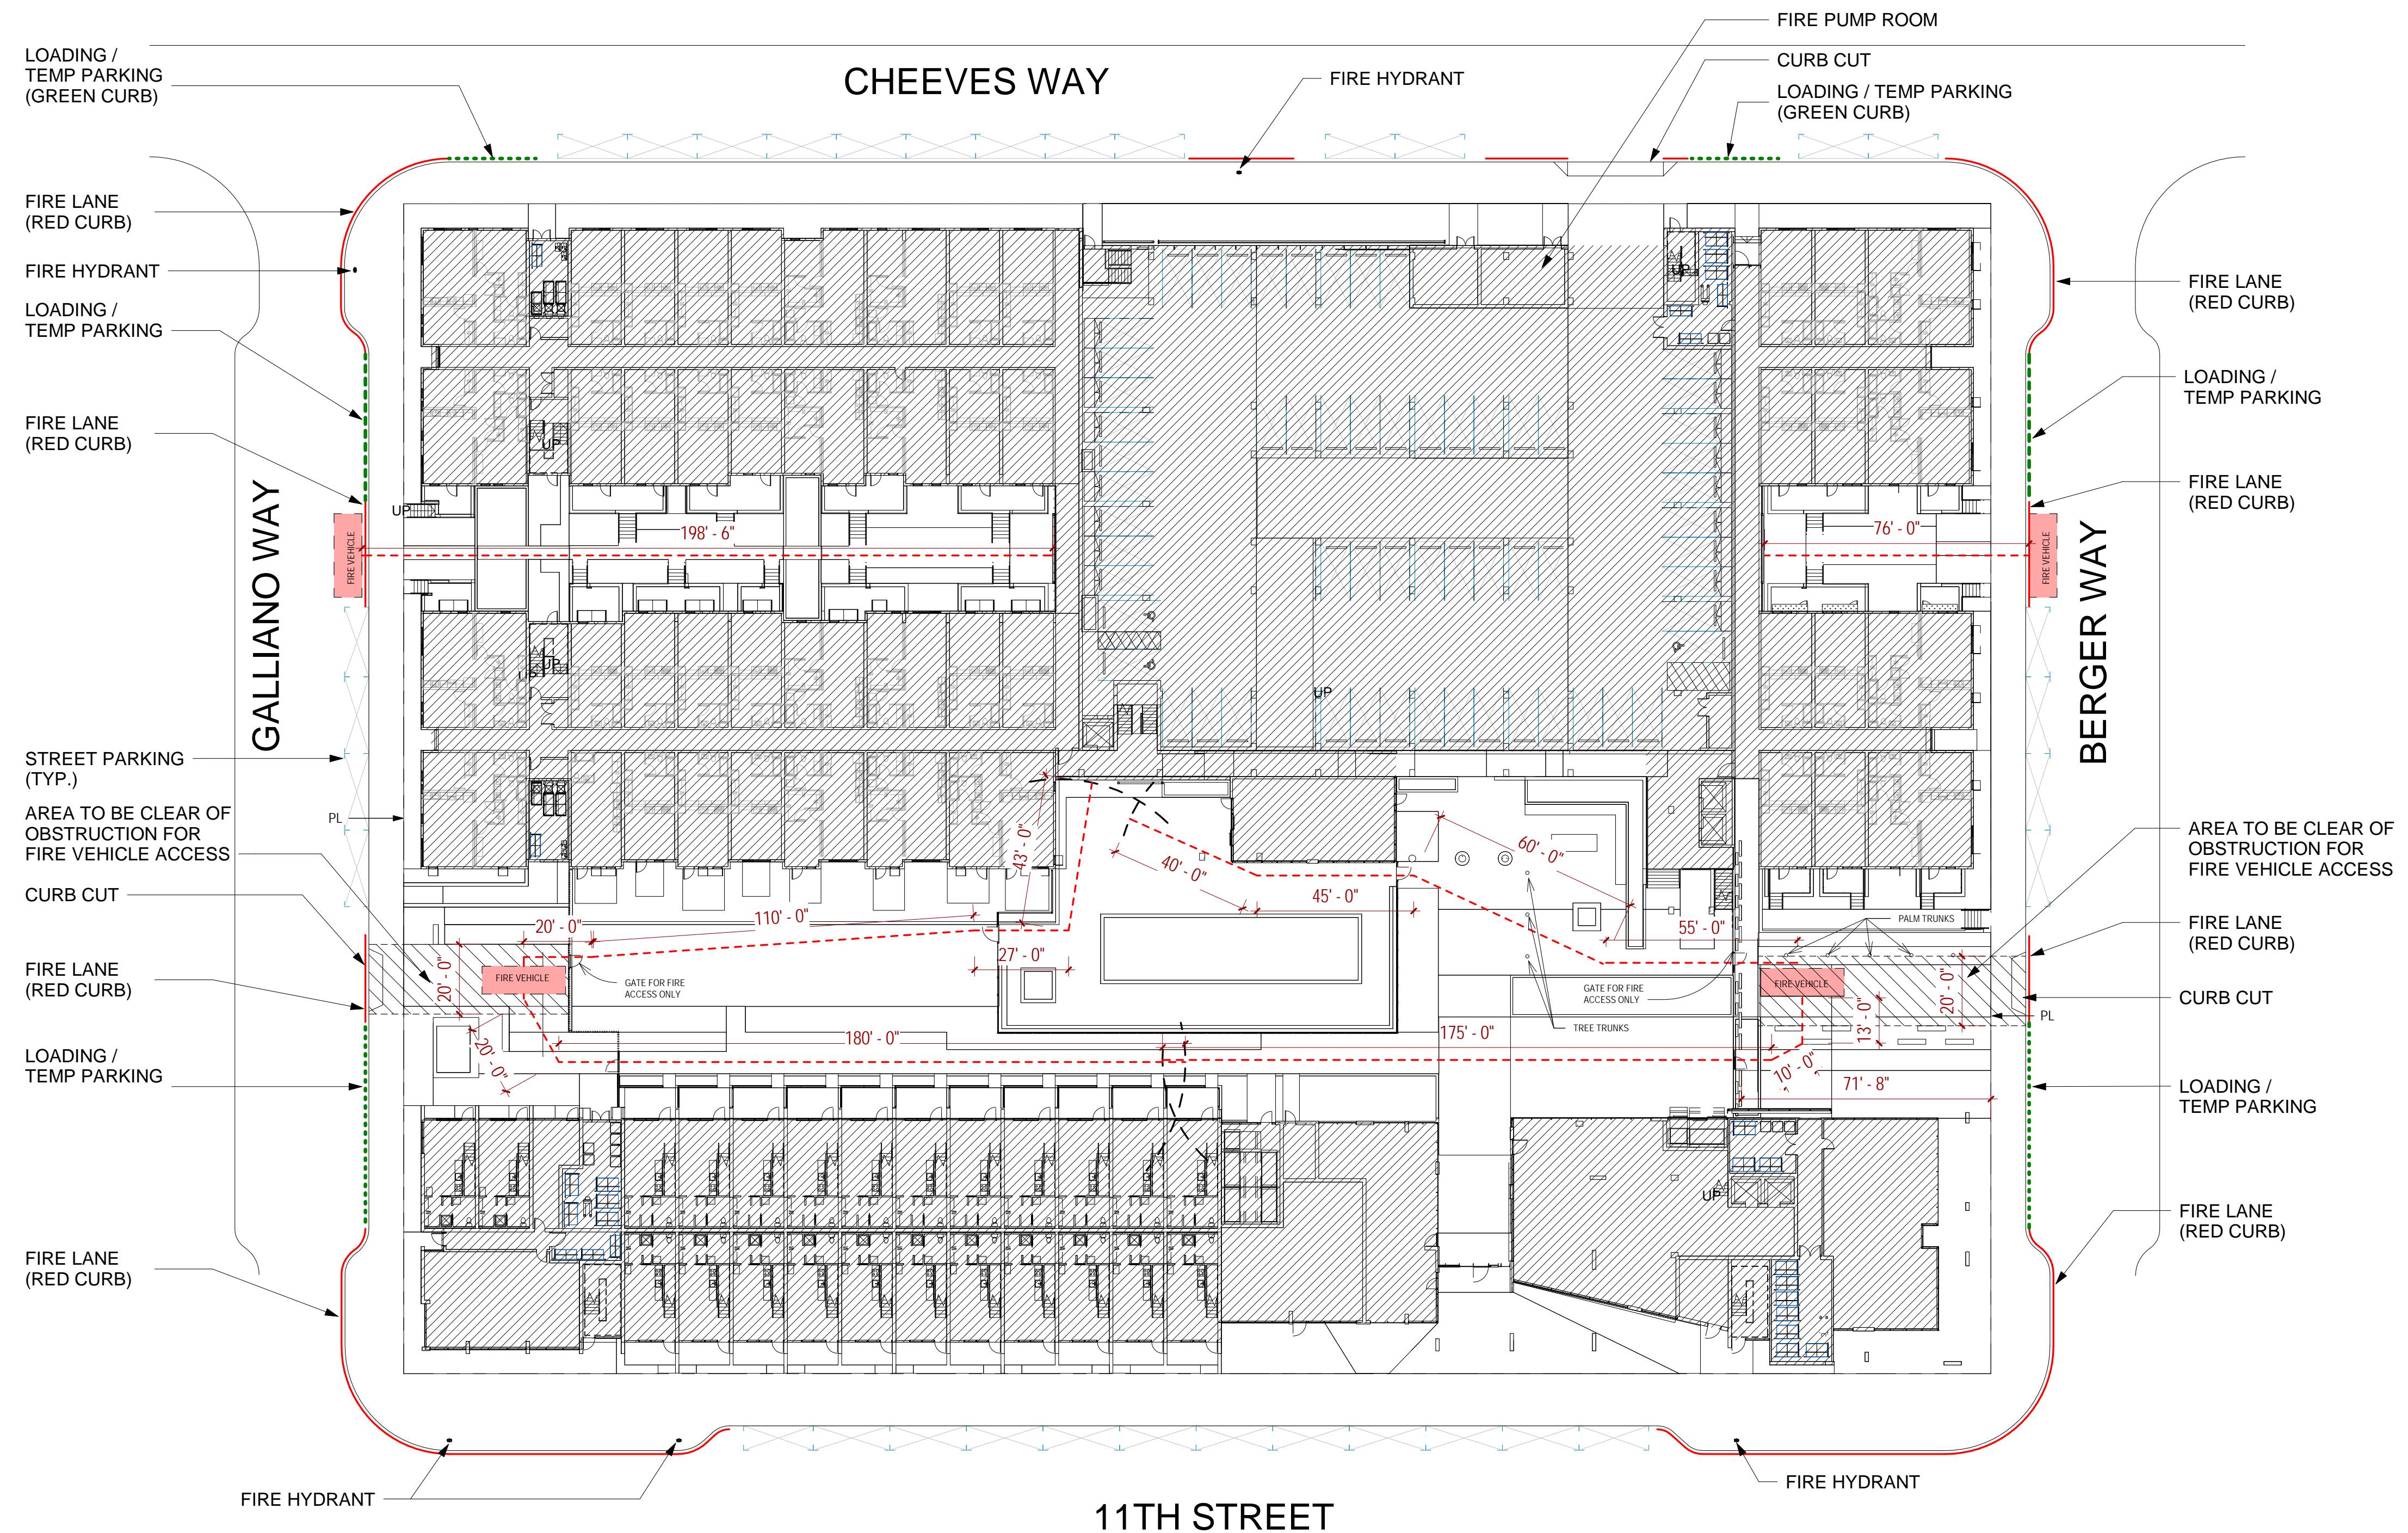 FIRE PUMP ROOM
CURB CUT
LOADING / TEMP PARKING
(GREEN CURB)
FIRE HYDRANT
CHEEVES WAY
LOADING /
TEMP PARKING
(GREEN CURB)
FIRE LANE
(RED CURB)
FIRE HYDRANT
LOADING /
TEMP PARKING
FIRE LANE
(RED CURB)
GALLIANO WAY
STREET PARKING
(TYP.)
AREA TO BE CLEAR OF
OBSTRUCTION FOR
FIRE VEHICLE ACCESS
PL
CURB CUT
FIRE LANE
(RED CURB)
LOADING /
TEMP PARKING
FIRE LANE
(RED CURB)
FIRE HYDRANT
11TH STREET
FIRE HYDRANT
FIRE LANE
(RED CURB)
LOADING /
TEMP PARKING
FIRE LANE
(RED CURB)
BERGER WAY
AREA TO BE CLEAR OF
OBSTRUCTION FOR
FIRE VEHICLE ACCESS
FIRE LANE
(RED CURB)
CURB CUT
PL
LOADING /
TEMP PARKING
FIRE LANE
(RED CURB)
UP
UP
UP
UP
UP
UP
UP
FIRE VEHICLE
198' - 6"
76' - 0"
FIRE VEHICLE
43' - 0"
40' - 0"
60' - 0"
45' - 0"
20' - 0"
110' - 0"
27' - 0"
55' - 0"
PALM TRUNKS
20' - 0"
FIRE VEHICLE
GATE FOR FIRE
ACCESS ONLY
GATE FOR FIRE
ACCESS ONLY
FIRE VEHICLE
20' - 0"
13' - 0"
TREE TRUNKS
20' - 0"
180' - 0"
175' - 0"
10' - 0"
71' - 8"